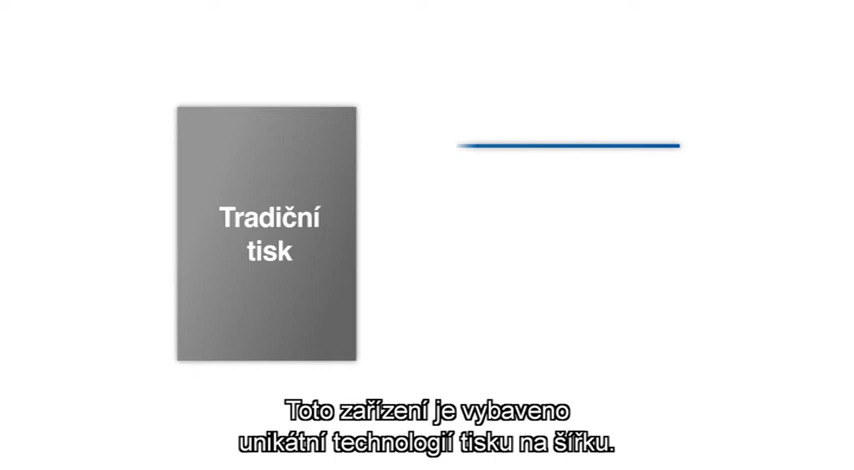 Tradiční
tisk
Toto zařízení je vybaveno
unikátní technologií tisku na šířku.